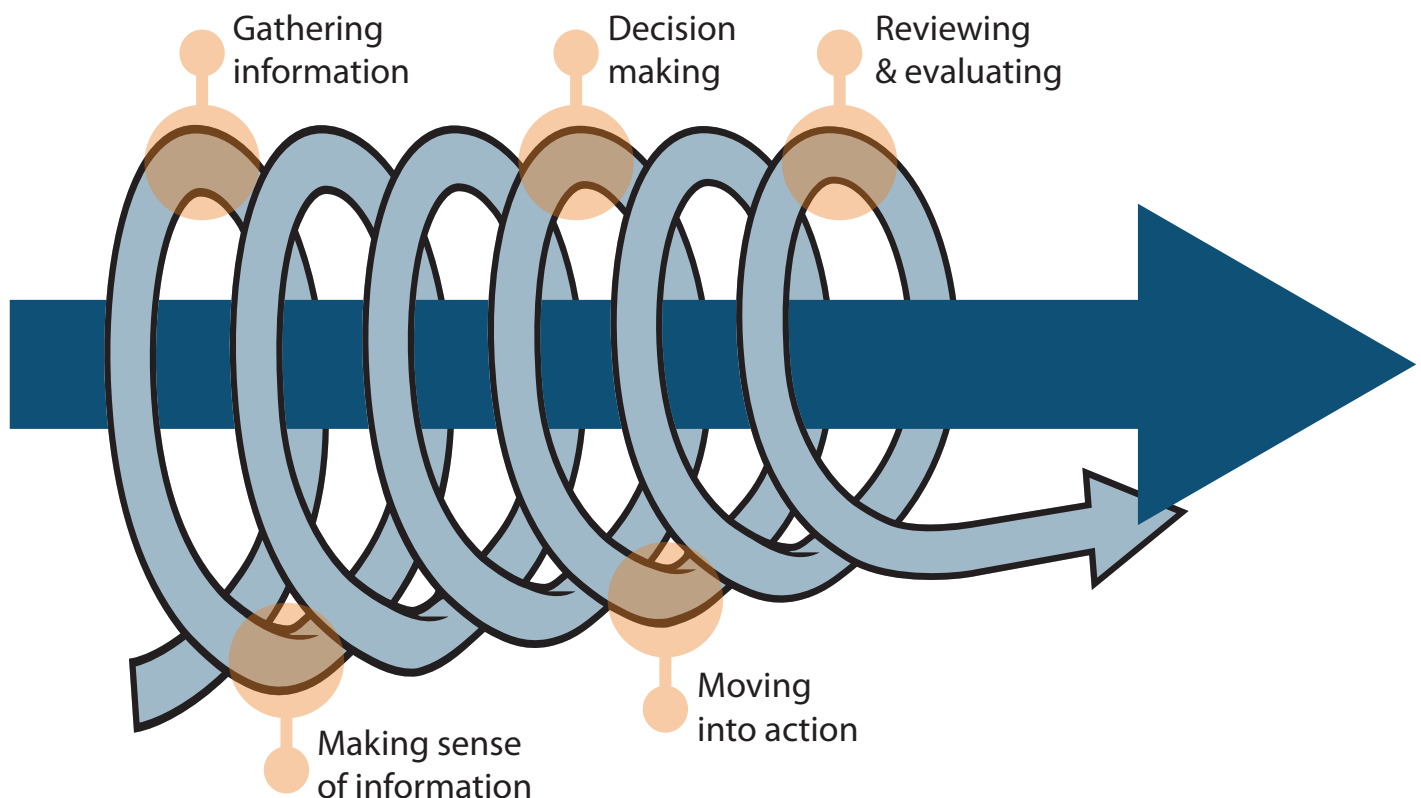 Gathering
information
Decision
making
Reviewing
& evaluating
Moving
into action
Making sense
of information